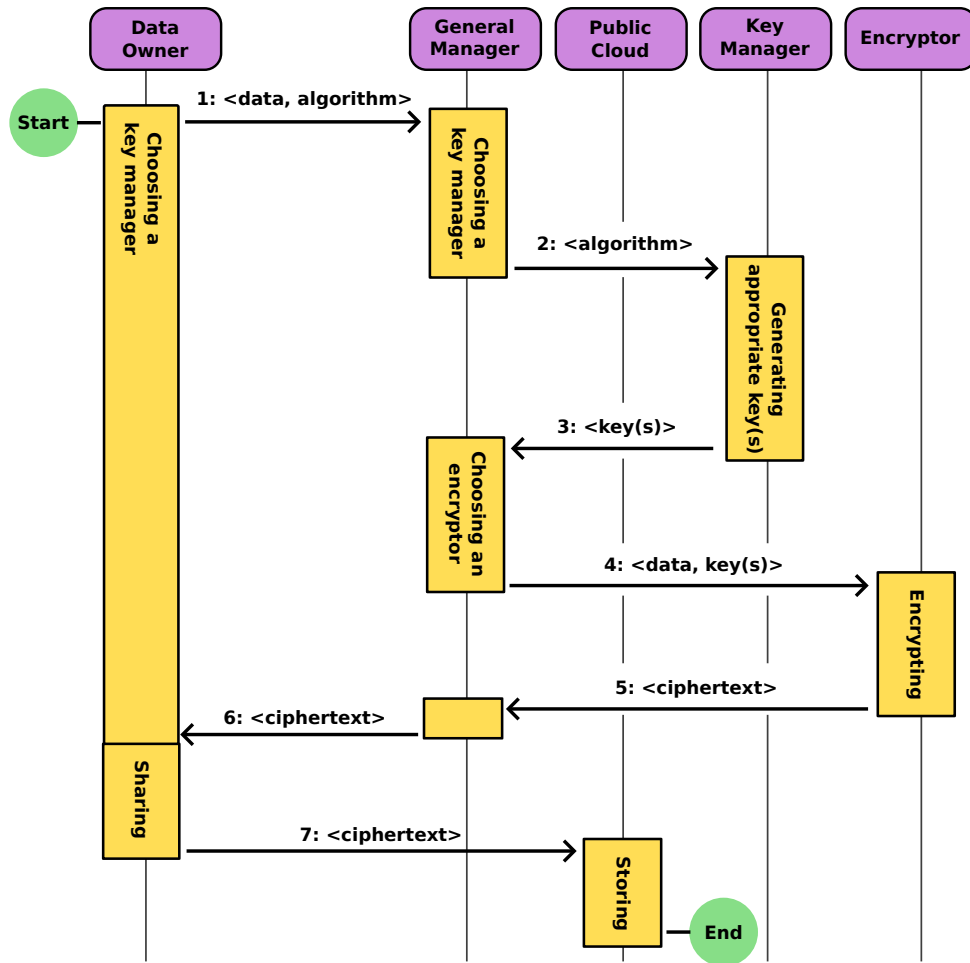 Data
Owner
General
Manager
Public
Cloud
Key
Manager
Encryptor
Start
1: <data, algorithm>
Choosing a
key manager
Choosing a
key manager
2: <algorithm>
Generating
appropriate key(s)
3: <key(s)>
Choosing an
encryptor
4: <data, key(s)>
Encrypting
5: <ciphertext>
6: <ciphertext>
Sharing
7: <ciphertext>
Storing
End